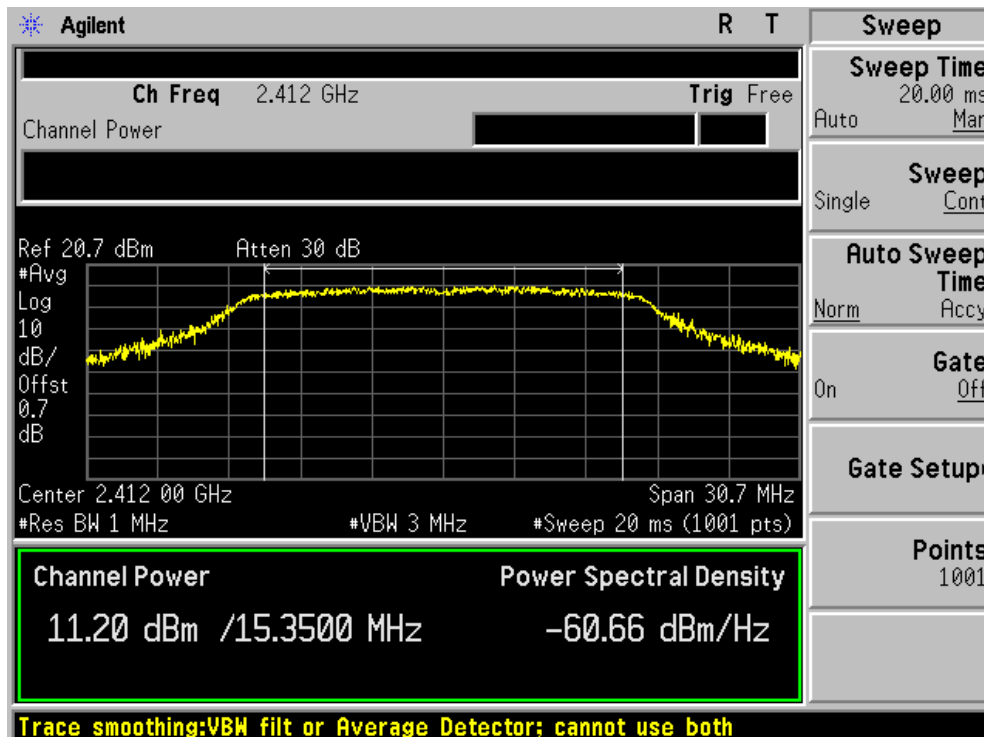 Agilent R T
Ch Freq 2.412 GHz Trig Free
Channel Power
Ref 20.7 dBm Atten 30 dB
#Avg
Log
10
dB/
Offst
0.7
dB
Center 2.412 00 GHz Span 30.7 MHz
#Res BW 1 MHz #VBW 3 MHz #Sweep 20 ms (1001 pts)
Channel Power Power Spectral Density
11.20 dBm /15.3500 MHz -60.66 dBm/Hz
Trace smoothing:VBW filt or Average Detector; cannot use both
Sweep
Sweep Time
20.00 ms
Auto Man
Sweep
Single Cont
Auto Sweep
Time
Norm Accy
Gate
On Off
Gate Setup
Points
1001